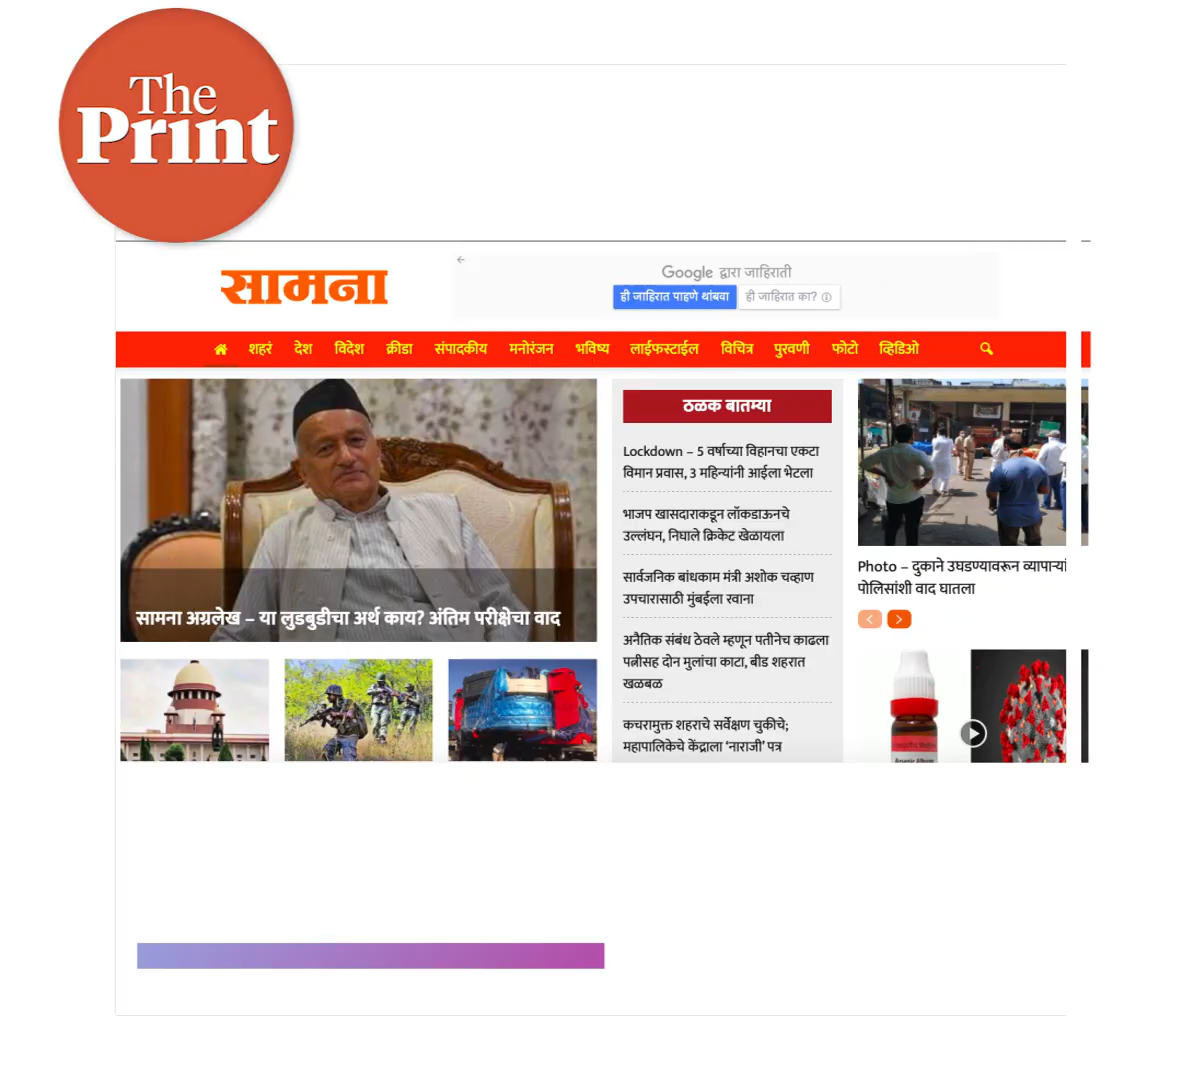 The
Print
सामना
Google द्वारा जाहिराती
ही जाहिरात पाहणे थांबवा
ही जाहिरात का?
शहरं देश विदेश क्रीडा संपादकीय मनोरंजन भविष्य लाईफस्टाईल विचित्र पुरवणी फोटो व्हिडिओ
सामना अग्रलेख – या लुडबुडीचा अर्थ काय? अंतिम परीक्षेचा वाद
ठळक बातम्या
Lockdown – 5 वर्षाच्या विहानचा एकटा
विमान प्रवास, 3 महिन्यांनी आईला भेटला
भाजप खासदाराकडून लॉकडाऊनचे
उल्लंघन, निघाले क्रिकेट खेळायला
सार्वजनिक बांधकाम मंत्री अशोक चव्हाण
उपचारासाठी मुंबईला रवाना
अनैतिक संबंध ठेवले म्हणून पतीनेच काढला
पत्नीसह दोन मुलांचा काटा, बीड शहरात
खळबळ
कचरामुक्त शहराचे सर्वेक्षण चुकीचे;
महापालिकेचे केंद्राला ‘नाराजी’ पत्र
Photo – दुकाने उघडण्यावरून व्यापाऱ्यां
पोलिसांशी वाद घातला
Arsenic Album